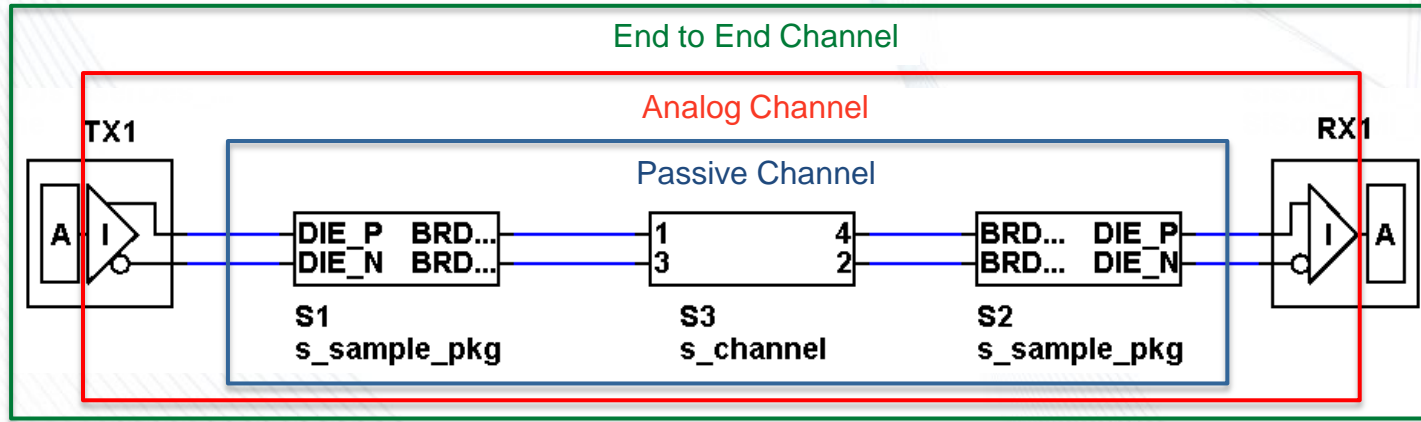 End to End Channel
Analog Channel
TX1
RX1
Passive Channel
A I
DIE_P BRD...
DIE_N BRD...
1 4
3 2
BRD... DIE_P
BRD... DIE_N
I A
S1
s_sample_pkg
S3
s_channel
S2
s_sample_pkg